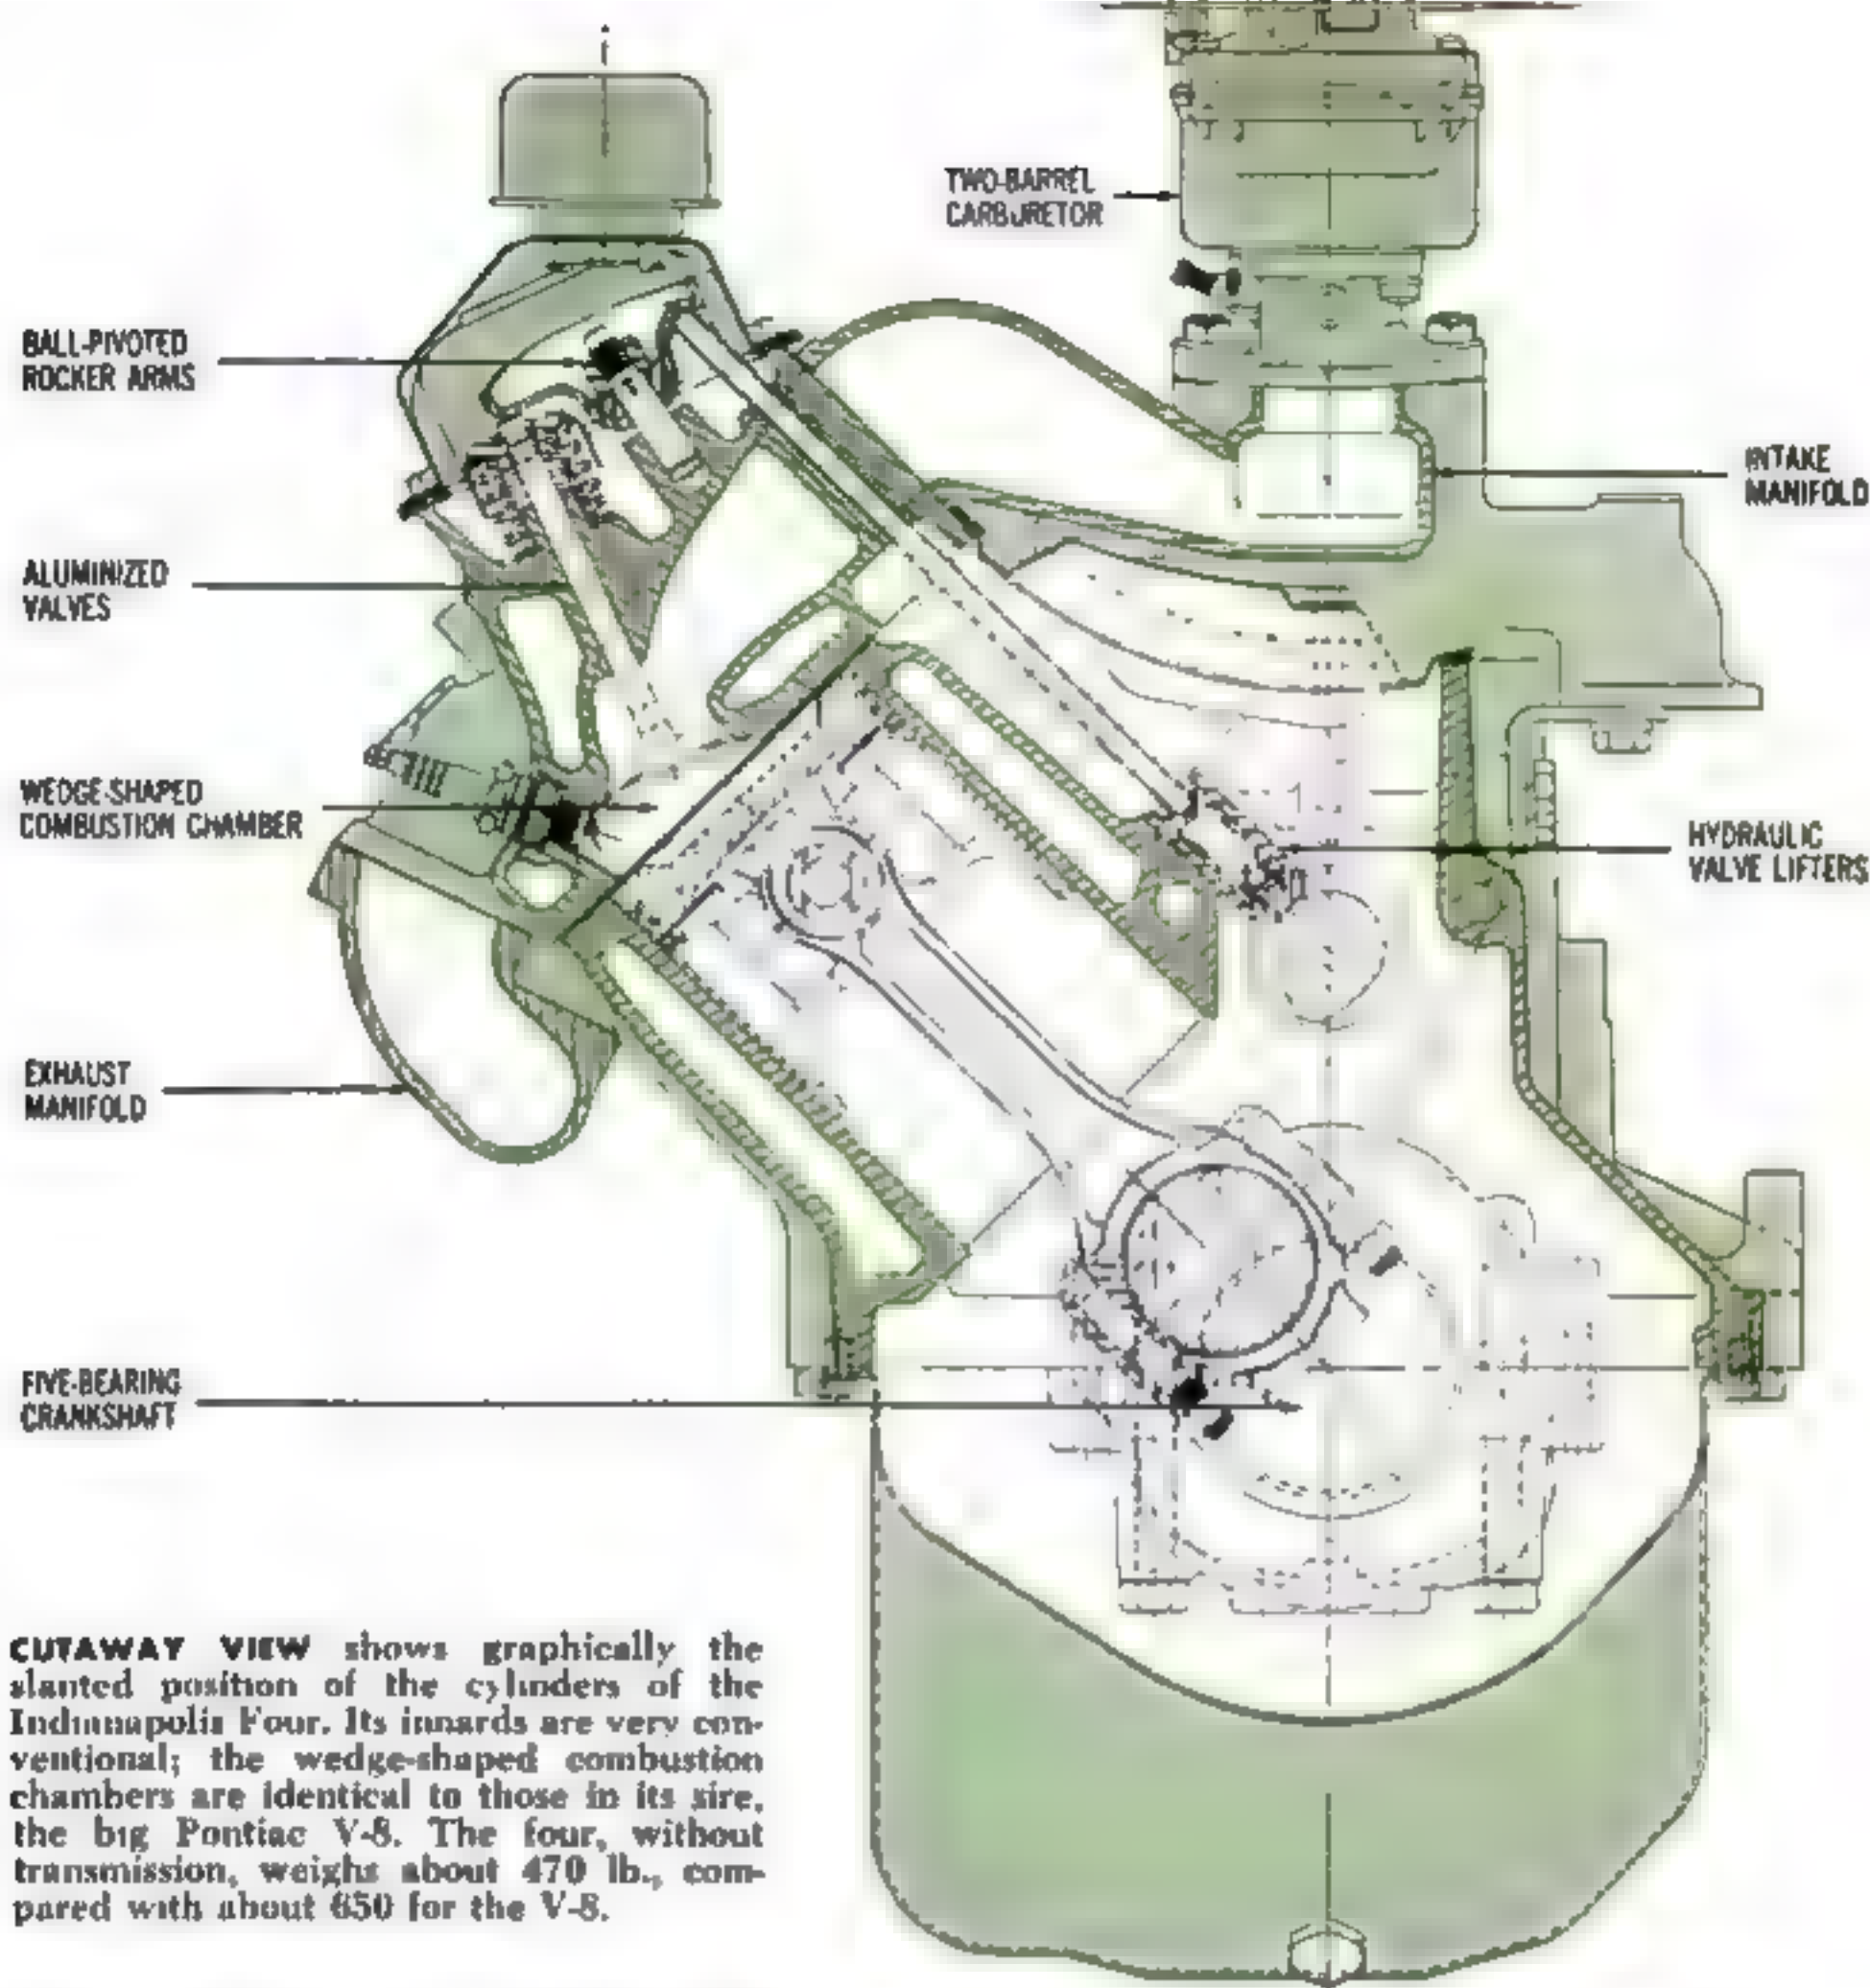 TWO-BARREL
CARBURETOR
BALL-PIVOTED
ROCKER ARMS
INTAKE
MANIFOLD
ALUMINIZED
VALVES
WEDGE-SHAPED
COMBUSTION CHAMBER
HYDRAULIC
VALVE LIFTERS
EXHAUST
MANIFOLD
FIVE-BEARING
CRANKSHAFT
CUTAWAY VIEW shows graphically the
slanted position of the cylinders of the
Indianapolis Four. Its innards are very con-
ventional; the wedge-shaped combustion
chambers are identical to those in its sire,
the big Pontiac V-8. The four, without
transmission, weighs about 470 lb., com-
pared with about 650 for the V-8.